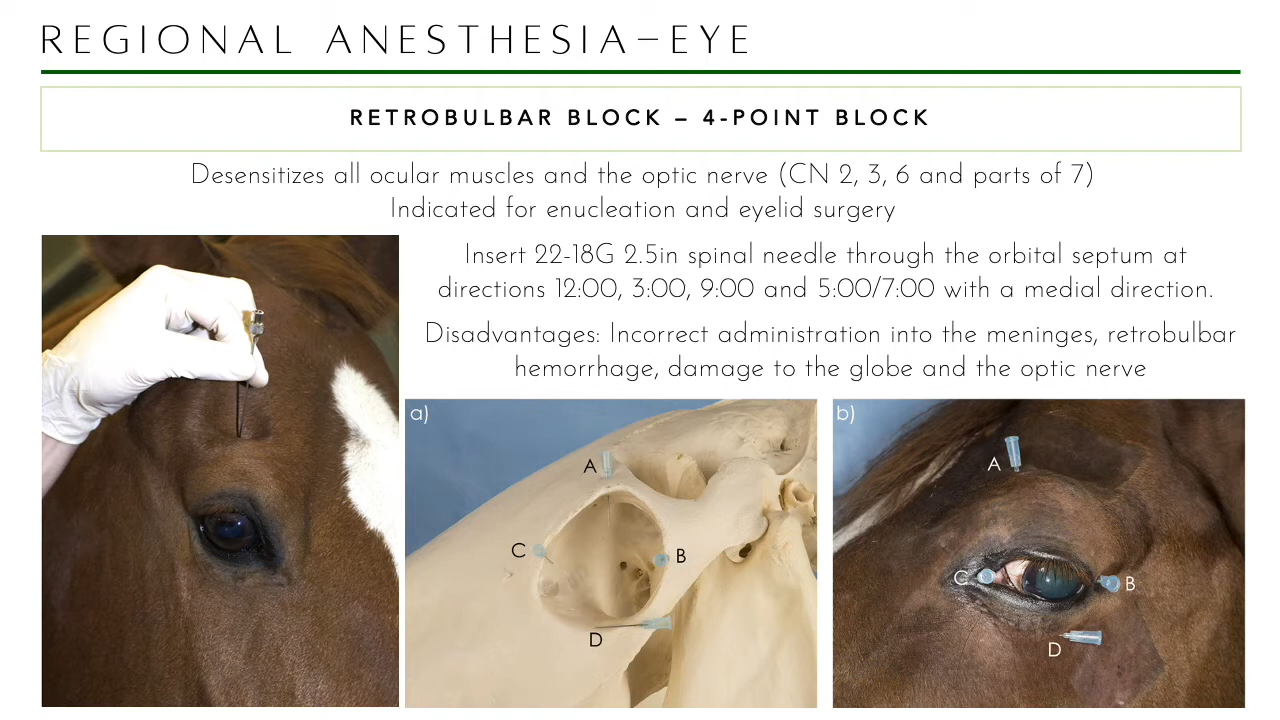 REGIONAL ANESTHESIA–EYE
RETROBULBAR BLOCK – 4-POINT BLOCK
Desensitizes all ocular muscles and the optic nerve (CN 2, 3, 6 and parts of 7)
Indicated for enucleation and eyelid surgery
Insert 22-18G 2.5in spinal needle through the orbital septum at
directions 12:00, 3:00, 9:00 and 5:00/7:00 with a medial direction.
Disadvantages: Incorrect administration into the meninges, retrobulbar
hemorrhage, damage to the globe and the optic nerve
a)
A
C
B
D
b)
A
C
B
D